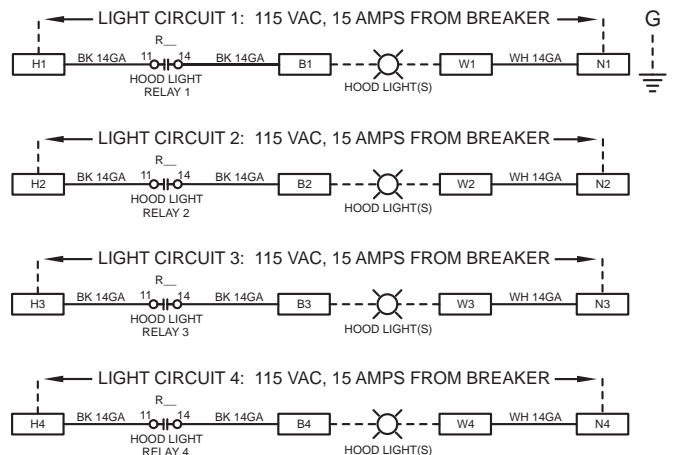 LIGHT CIRCUIT 1: 115 VAC, 15 AMPS FROM BREAKER
G
R__
H1 BK 14GA 11 14 BK 14GA B1 W1 WH 14GA N1
HOOD LIGHT
RELAY 1
HOOD LIGHT(S)
LIGHT CIRCUIT 2: 115 VAC, 15 AMPS FROM BREAKER
R__
H2 BK 14GA 11 14 BK 14GA B2 W2 WH 14GA N2
HOOD LIGHT
RELAY 2
HOOD LIGHT(S)
LIGHT CIRCUIT 3: 115 VAC, 15 AMPS FROM BREAKER
R__
H3 BK 14GA 11 14 BK 14GA B3 W3 WH 14GA N3
HOOD LIGHT
RELAY 3
HOOD LIGHT(S)
LIGHT CIRCUIT 4: 115 VAC, 15 AMPS FROM BREAKER
R__
H4 BK 14GA 11 14 BK 14GA B4 W4 WH 14GA N4
HOOD LIGHT
RELAY 4
HOOD LIGHT(S)